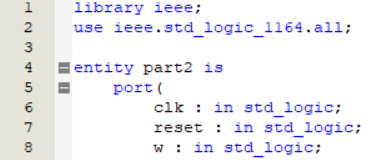 1 library ieee;
2 use ieee.std_logic_1164.all;
3
4 entity part2 is
5 port(
6 clk : in std_logic;
7 reset : in std_logic;
8 w : in std_logic;